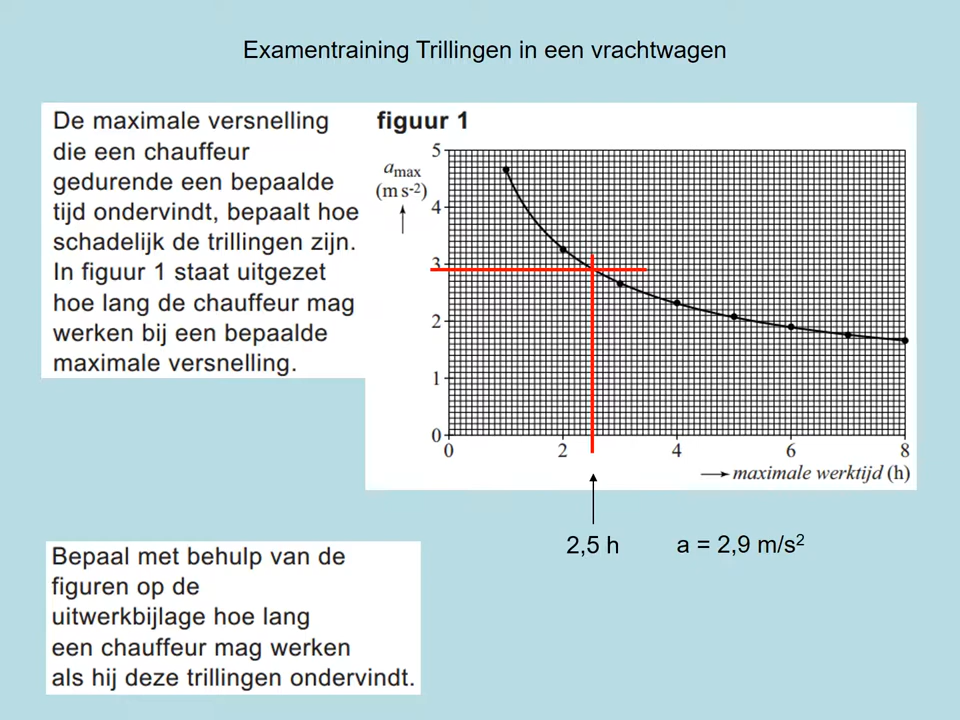 Examentraining Trillingen in een vrachtwagen
De maximale versnelling
die een chauffeur
gedurende een bepaalde
tijd ondervindt, bepaalt hoe
schadelijk de trillingen zijn.
In figuur 1 staat uitgezet
hoe lang de chauffeur mag
werken bij een bepaalde
maximale versnelling.
figuur 1
amax
(m s-2)
5
4
3
2
1
0
0 2 4 6 8
maximale werktijd (h)
2,5 h
a = 2,9 m/s²
Bepaal met behulp van de
figuren op de
uitwerkbijlage hoe lang
een chauffeur mag werken
als hij deze trillingen ondervindt.